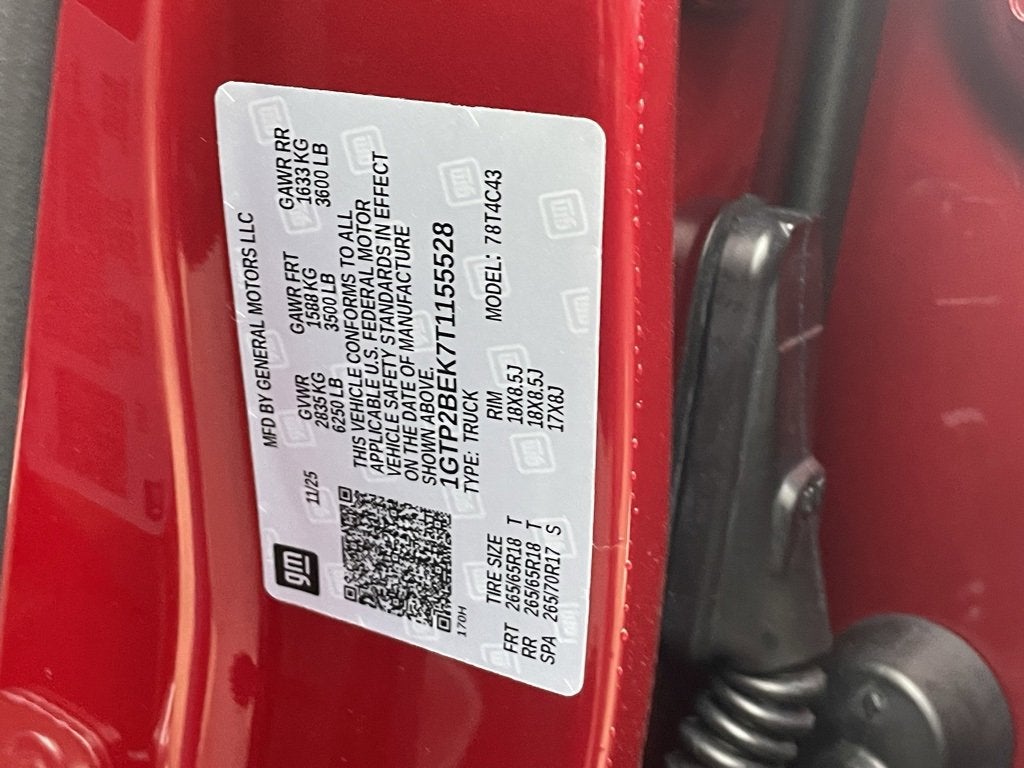 gm
11/25
MFD BY GENERAL MOTORS LLC
GVWR GAWR FRT GAWR RR
2835 KG 1588 KG 1633 KG
6250 LB 3500 LB 3600 LB
THIS VEHICLE CONFORMS TO ALL
APPLICABLE U.S. FEDERAL MOTOR
VEHICLE SAFETY STANDARDS IN EFFECT
ON THE DATE OF MANUFACTURE
SHOWN ABOVE.
1GTP2BEK7T1155528
170H
TYPE: TRUCK MODEL: 78T4C43
TIRE SIZE RIM
FRT 265/65R18 T 18X8.5J
RR 265/65R18 T 18X8.5J
SPA 265/70R17 S 17X8J